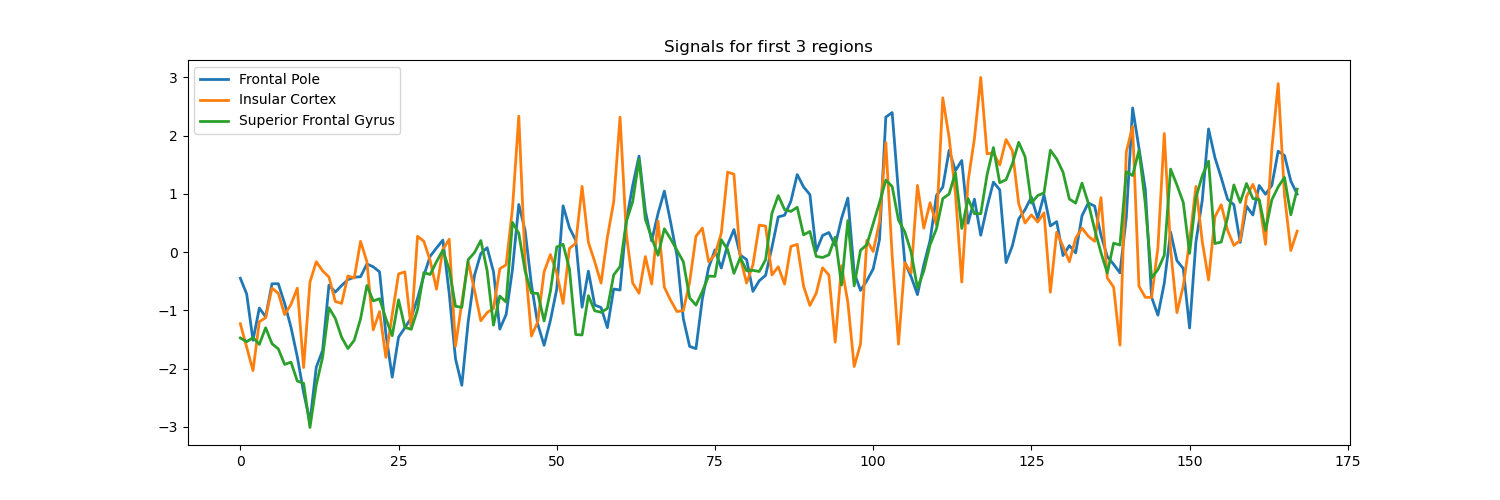 Signals for first 3 regions
Frontal Pole
Insular Cortex
Superior Frontal Gyrus
3
2
1
0
−1
−2
−3
0 25 50 75 100 125 150 175